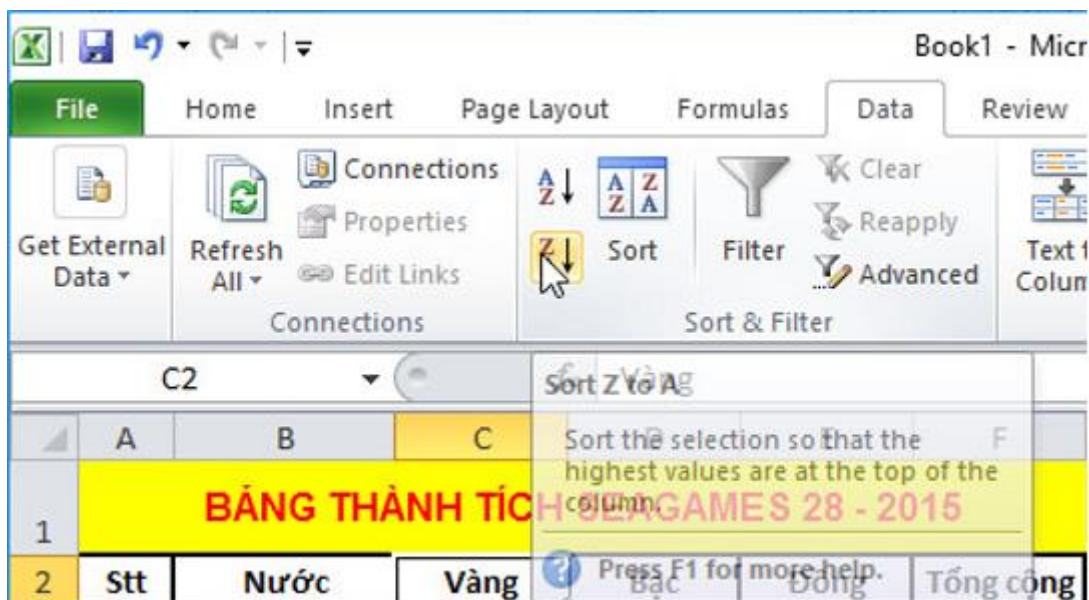 Book1 - Micr
File Home Insert Page Layout Formulas Data Review
Get External Data
Refresh All
Connections
Properties
Edit Links
Connections
A Z
Z A
A Z Z A
Sort
Filter
Clear
Reapply
Advanced
Sort & Filter
Text
Colum
C2
Vàng
Sort Z to A
Sort the selection so that the
highest values are at the top of the
column.
Press F1 for more help.
A B C D E F
1 BẢNG THÀNH TÍCH SEAGAMES 28 - 2015
2 Stt Nước Vàng Bạc Đồng Tổng cộng